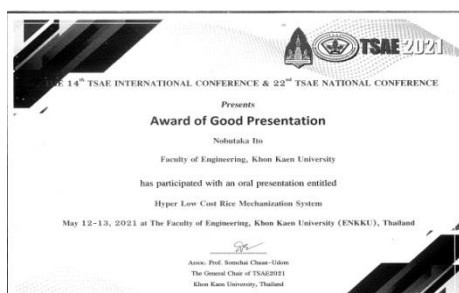 TSAE 2021
14th TSAE INTERNATIONAL CONFERENCE & 22nd TSAE NATIONAL CONFERENCE
Presents
Award of Good Presentation
Nobutaka Ito
Faculty of Engineering, Khon Kaen University
has participated with an oral presentation entitled
Hyper Low Cost Rice Mechanization System
May 12-13, 2021 at The Faculty of Engineering, Khon Kaen University (ENKKU), Thailand
Assoc. Prof. Somchai Chuan-Udom
The General Chair of TSAE2021
Khon Kaen University, Thailand